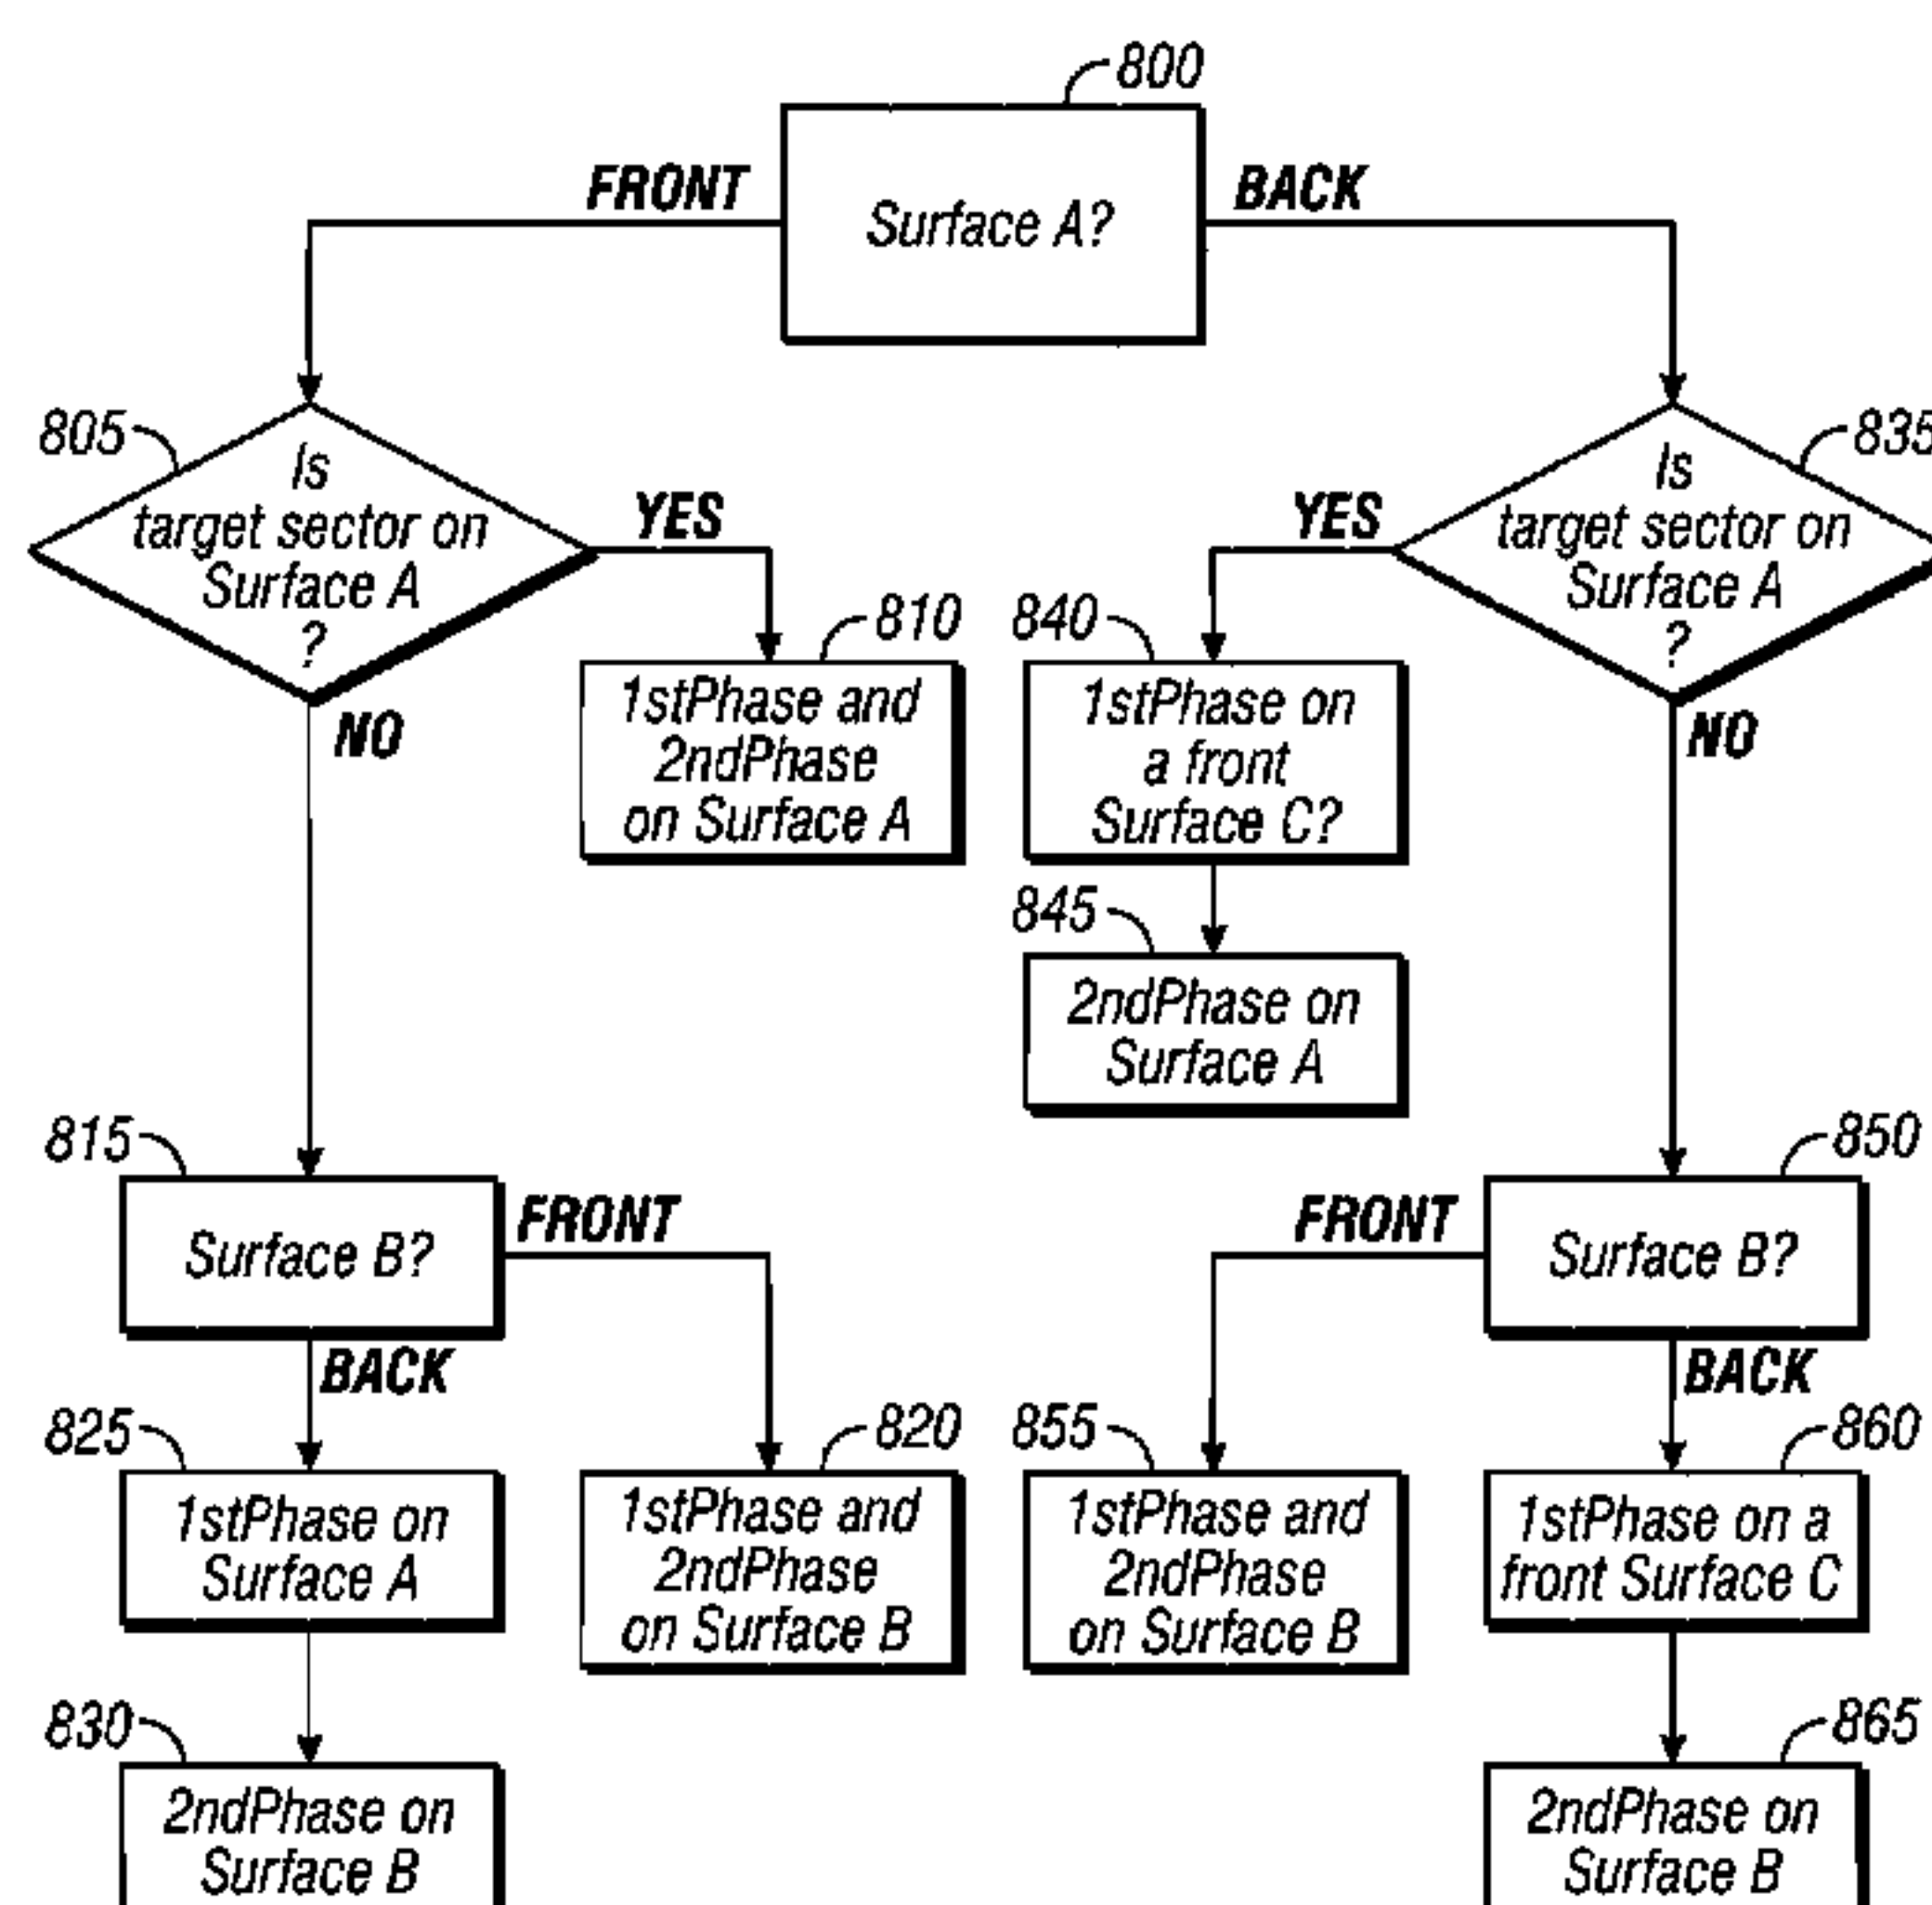 800
FRONT
BACK
Surface A?
805
835
Is
target sector on
Surface A
?
YES
NO
Is
target sector on
Surface A
?
YES
NO
810
1stPhase and
2ndPhase
on Surface A
840
1stPhase on
a front
Surface C?
845
2ndPhase on
Surface A
815
Surface B?
FRONT
BACK
850
Surface B?
FRONT
BACK
825
1stPhase on
Surface A
820
1stPhase and
2ndPhase
on Surface B
855
1stPhase and
2ndPhase
on Surface B
860
1stPhase on a
front Surface C
830
2ndPhase on
Surface B
865
2ndPhase on
Surface B